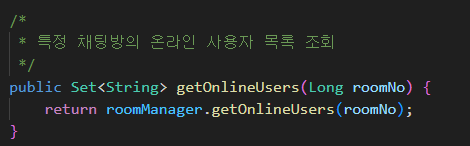 /*
 * 특정 채팅방의 온라인 사용자 목록 조회
 */
public Set<String> getOnlineUsers(Long roomNo) {
    return roomManager.getOnlineUsers(roomNo);
}